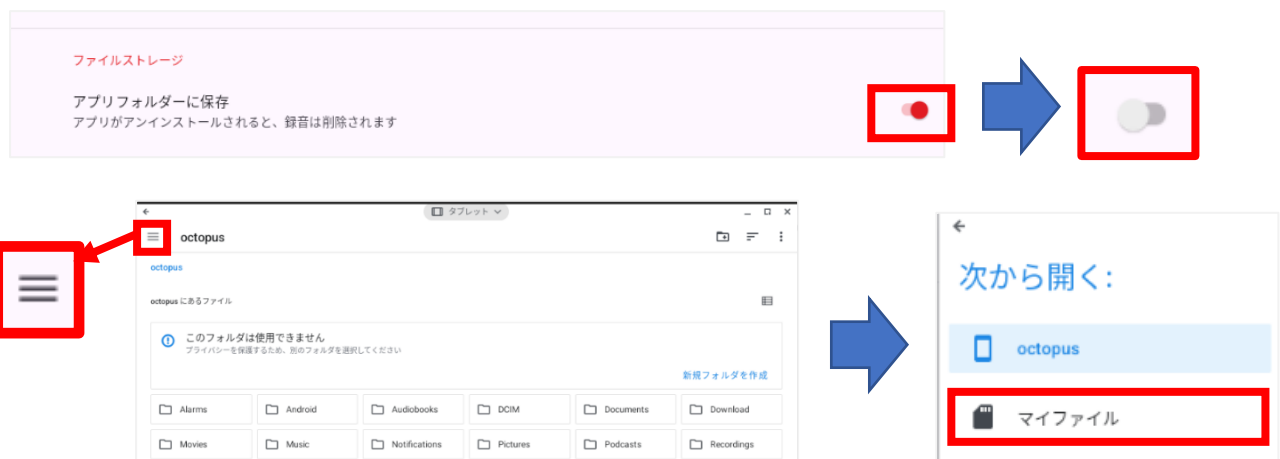 ファイルストレージ
アプリフォルダーに保存
アプリがアンインストールされると、録音は削除されます
タブレット
octopus
octopus
octopus にあるファイル
このフォルダは使用できません
プライバシーを保護するため、別のフォルダを選択してください
新規フォルダを作成
Alarms
Android
Audiobooks
DCIM
Documents
Download
Movies
Music
Notifications
Pictures
Podcasts
Recordings
次から開く:
octopus
マイファイル